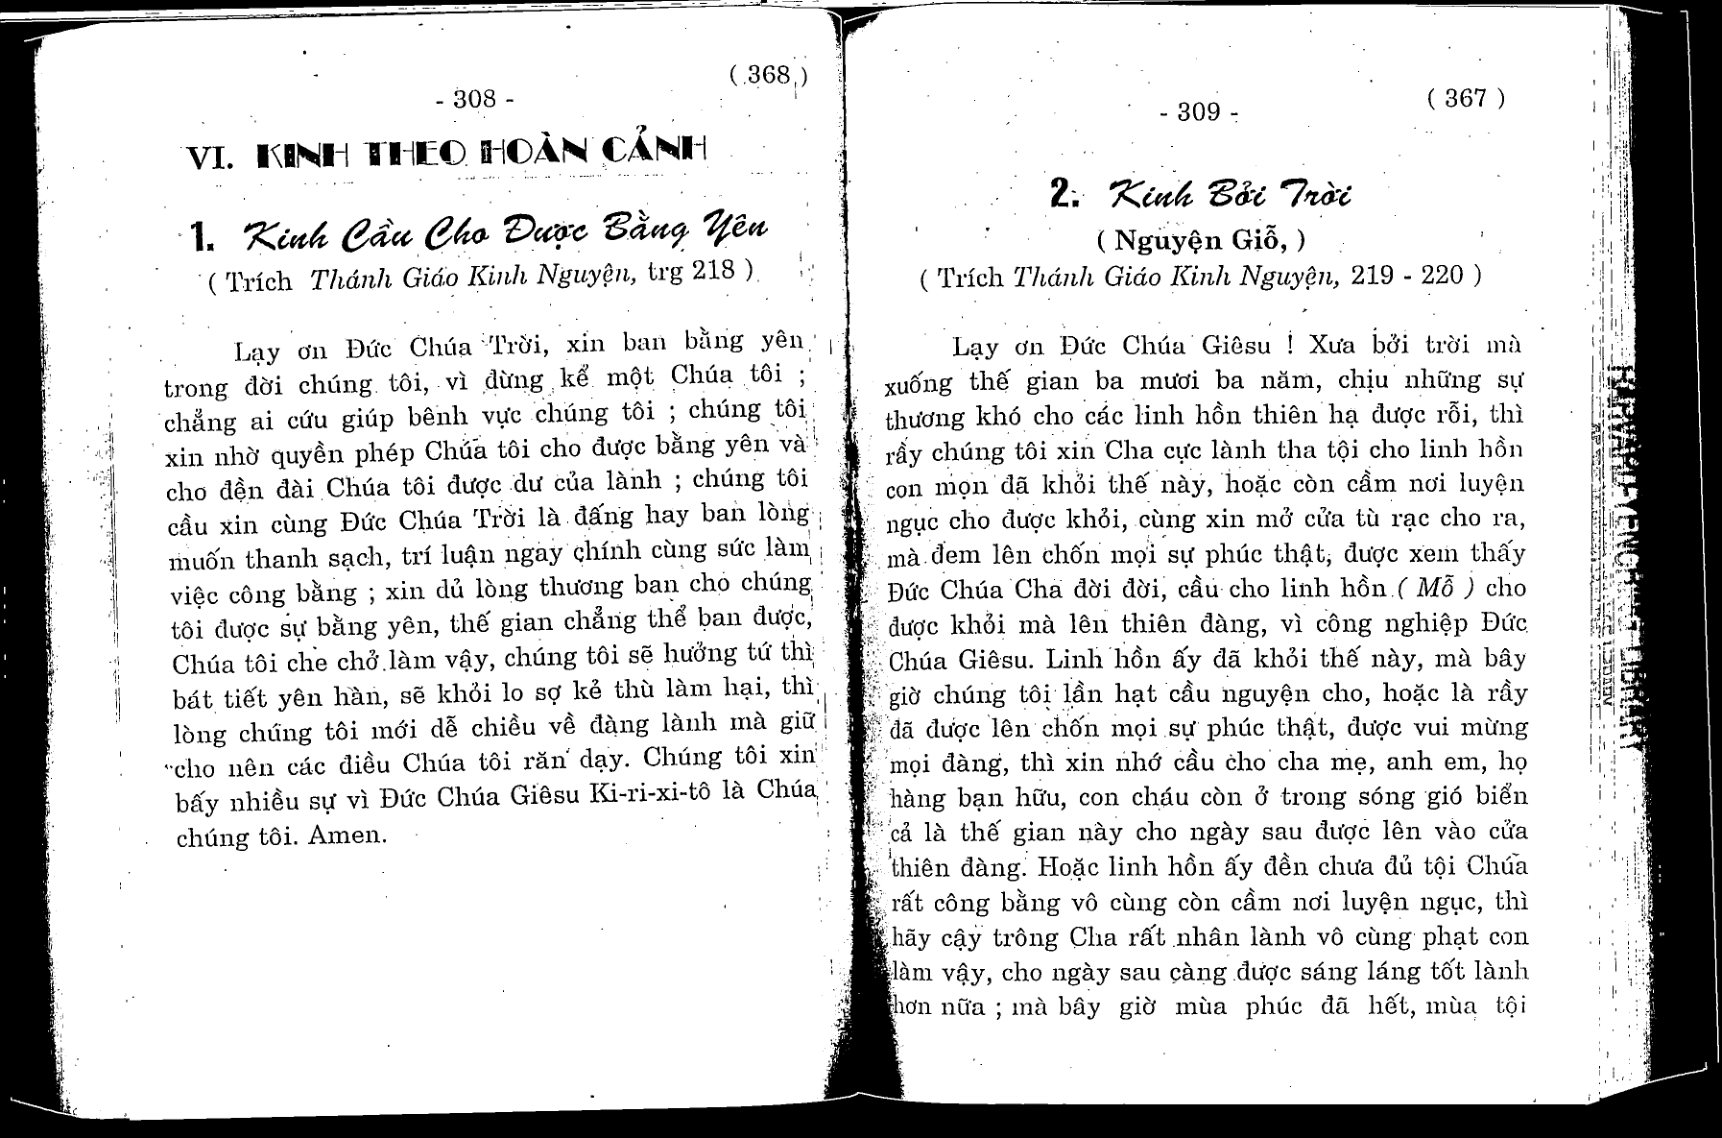 ( 368 )
- 308 -
VI. KINH THEO HOÀN CẢNH
1. Kinh Cầu Cho Được Bằng Yên
( Trích Thánh Giáo Kinh Nguyện, trg 218 )
Lạy ơn Đức Chúa Trời, xin ban bằng yên
trong đời chúng tôi, vì đừng kể một Chúa tôi ;
chẳng ai cứu giúp bênh vực chúng tôi ; chúng tôi
xin nhờ quyền phép Chúa tôi cho được bằng yên và
cho đền đài Chúa tôi được dư của lành ; chúng tôi
cầu xin cùng Đức Chúa Trời là đấng hay ban lòng
muốn thanh sạch, trí luận ngay chính cùng sức làm
việc công bằng ; xin dủ lòng thương ban cho chúng
tôi được sự bằng yên, thế gian chẳng thể ban được,
Chúa tôi che chở làm vậy, chúng tôi sẽ hưởng tứ thì
bát tiết yên hàn, sẽ khỏi lo sợ kẻ thù làm hại, thì
lòng chúng tôi mới dễ chiều về đàng lành mà giữ
cho nên các điều Chúa tôi răn dạy. Chúng tôi xin
bấy nhiều sự vì Đức Chúa Giêsu Ki-ri-xi-tô là Chúa
chúng tôi. Amen.
( 367 )
- 309 -
2. Kinh Bởi Trời
( Nguyện Giỗ, )
( Trích Thánh Giáo Kinh Nguyện, 219 - 220 )
Lạy ơn Đức Chúa Giêsu ! Xưa bởi trời mà
xuống thế gian ba mươi ba năm, chịu những sự
thương khó cho các linh hồn thiên hạ được rỗi, thì
rầy chúng tôi xin Cha cực lành tha tội cho linh hồn
con mọn đã khỏi thế này, hoặc còn cầm nơi luyện
ngục cho được khỏi, cùng xin mở cửa tù rạc cho ra,
mà đem lên chốn mọi sự phúc thật, được xem thấy
Đức Chúa Cha đời đời, cầu cho linh hồn ( Mỗ ) cho
được khỏi mà lên thiên đàng, vì công nghiệp Đức
Chúa Giêsu. Linh hồn ấy đã khỏi thế này, mà bây
giờ chúng tôi lần hạt cầu nguyện cho, hoặc là rầy
đã được lên chốn mọi sự phúc thật, được vui mừng
mọi đàng, thì xin nhớ cầu cho cha mẹ, anh em, họ
hàng bạn hữu, con cháu còn ở trong sóng gió biển
cả là thế gian này cho ngày sau được lên vào cửa
thiên đàng. Hoặc linh hồn ấy đền chưa đủ tội Chúa
rất công bằng vô cùng còn cầm nơi luyện ngục, thì
hãy cậy trông Cha rất nhân lành vô cùng phạt con
làm vậy, cho ngày sau càng được sáng láng tốt lành
hơn nữa ; mà bây giờ mùa phúc đã hết, mùa tội